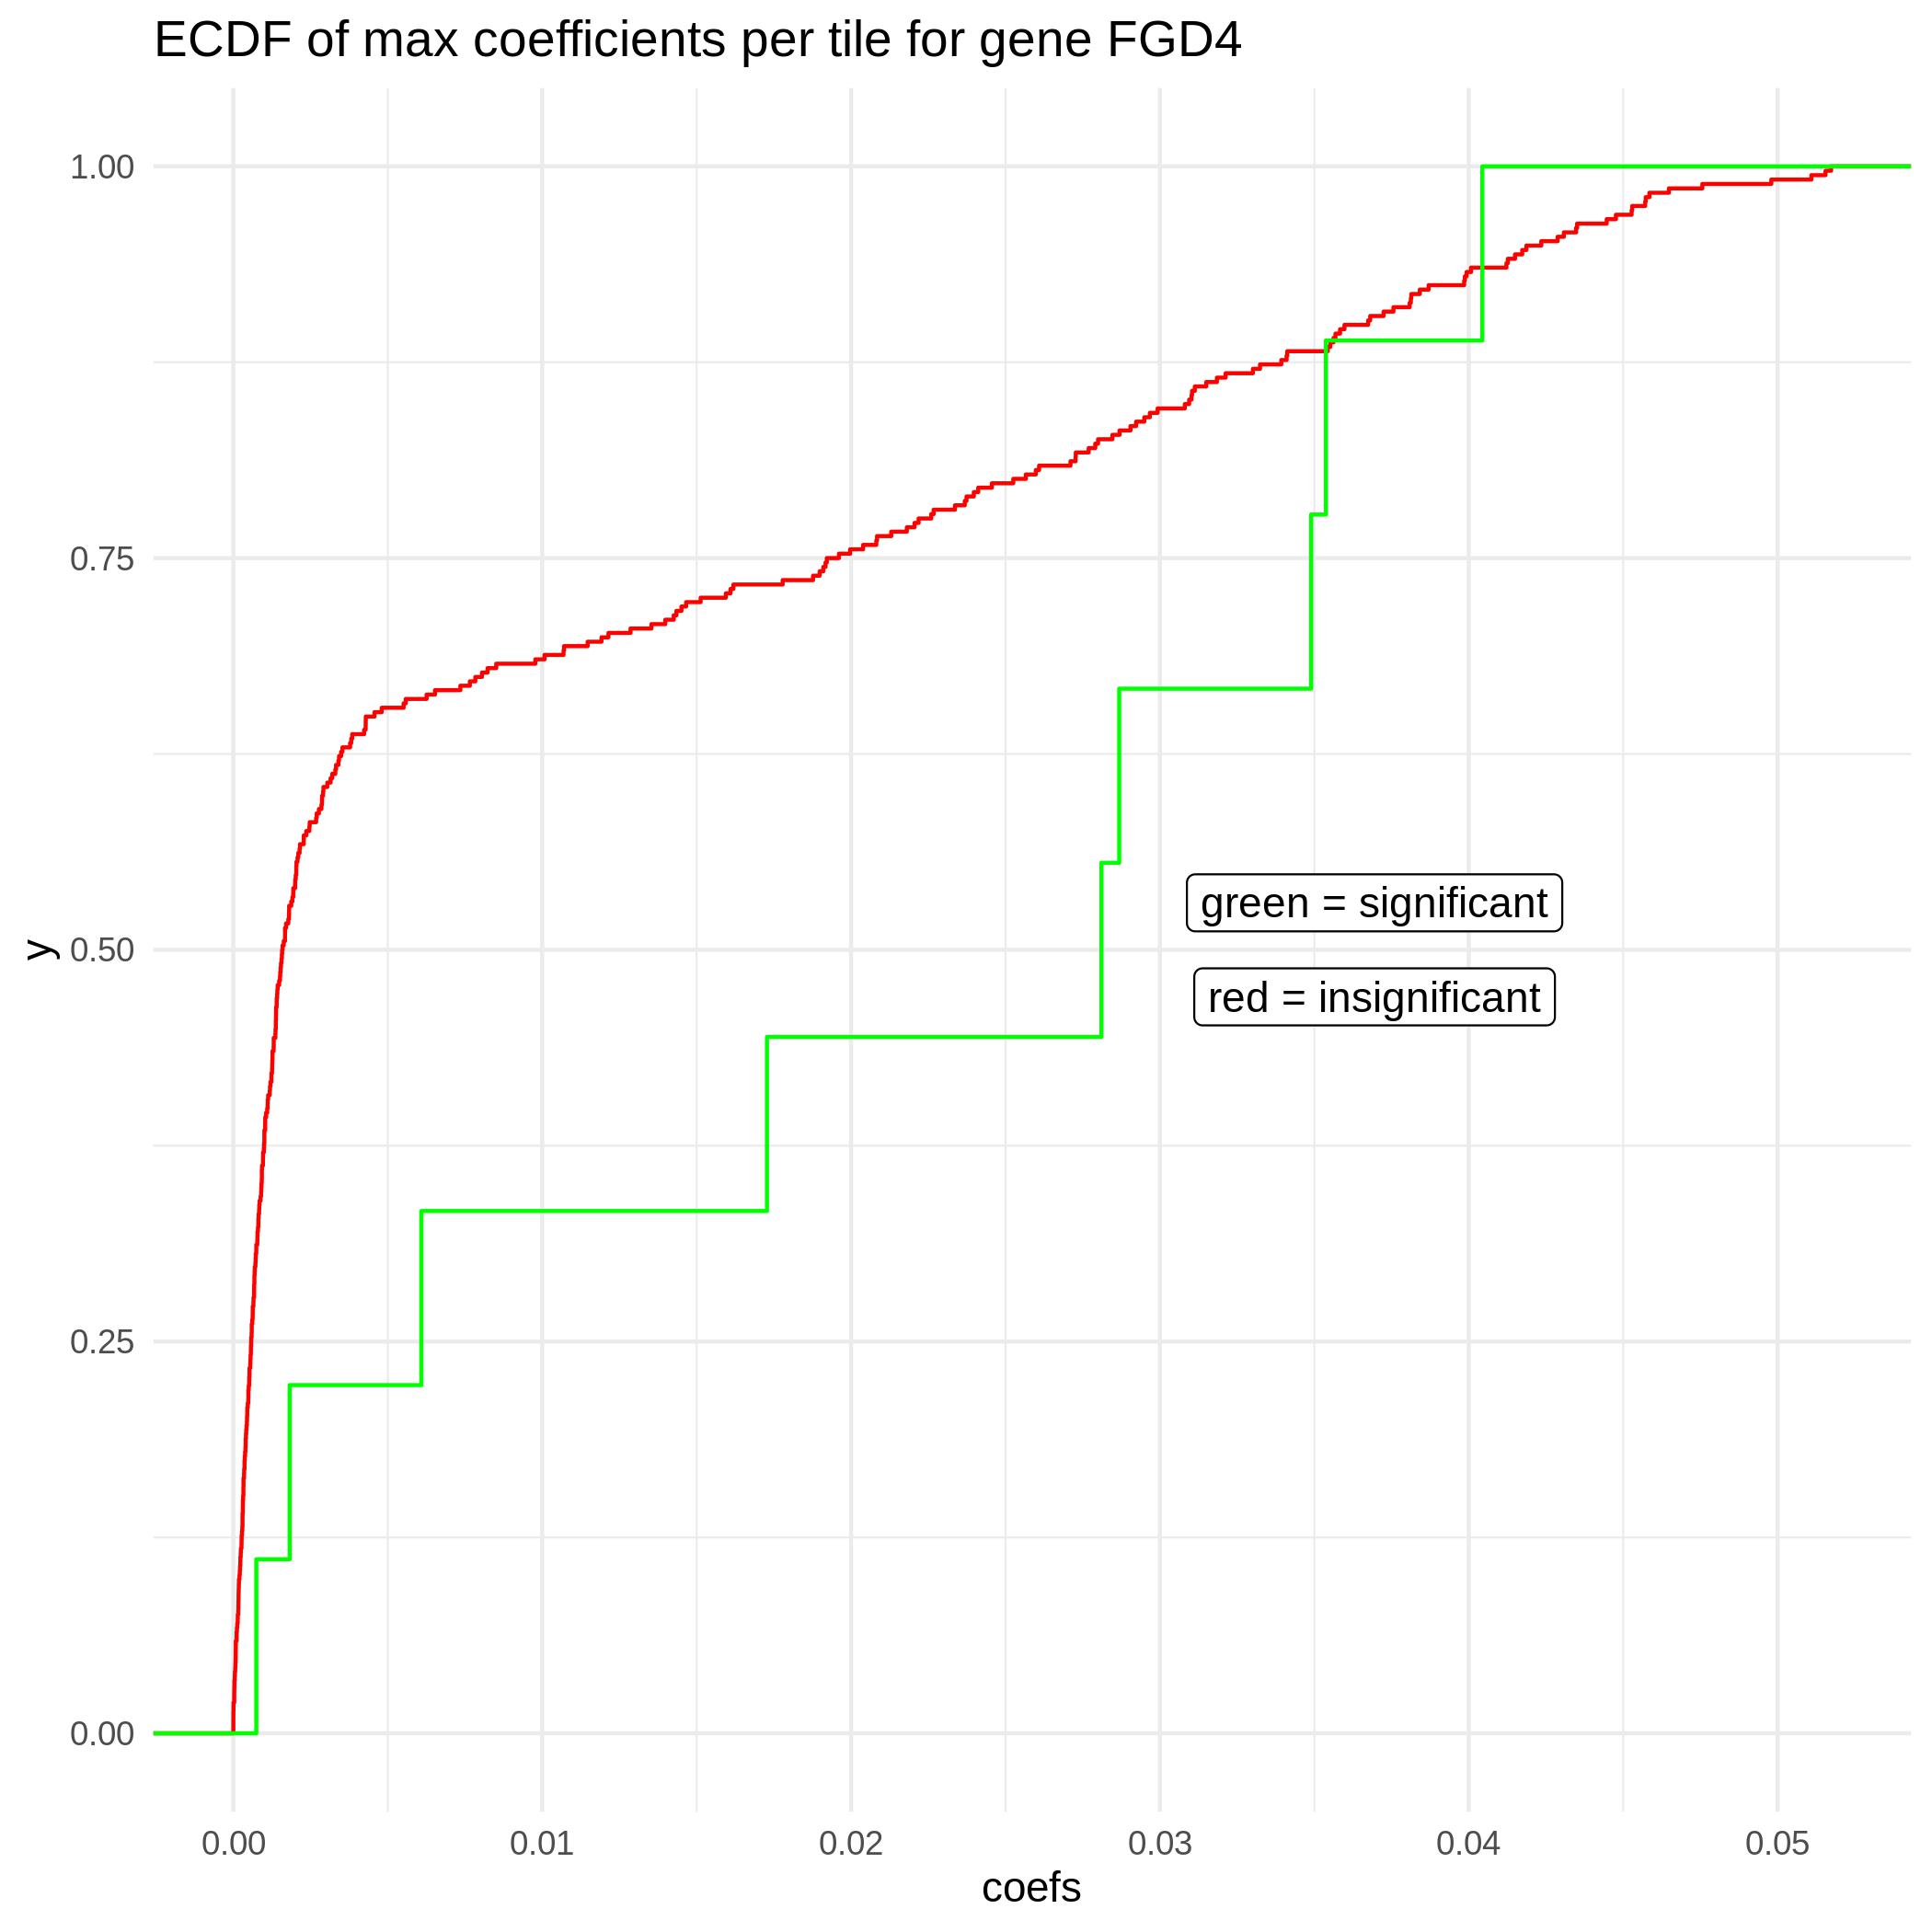 ECDF of max coefficients per tile for gene FGD4
1.00
0.75
0.50
0.25
0.00
y
green = significant
red = insignificant
0.00 0.01 0.02 0.03 0.04 0.05
coefs